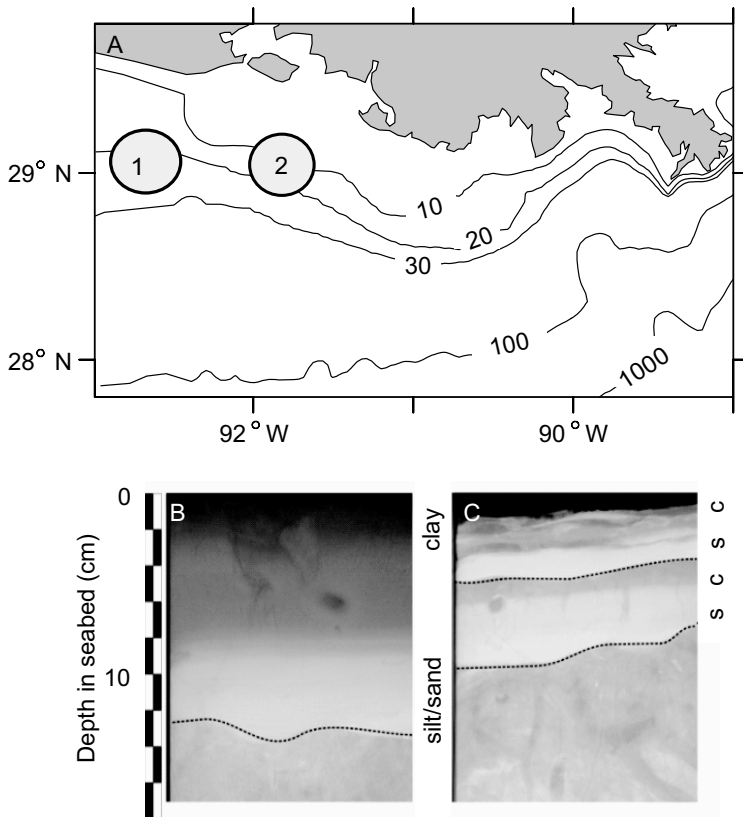 A
1
2
29° N
10
20
30
28° N
100
1000
92° W
90° W
0
B
clay
C
c
s
c
s
10
Depth in seabed (cm)
silt/sand